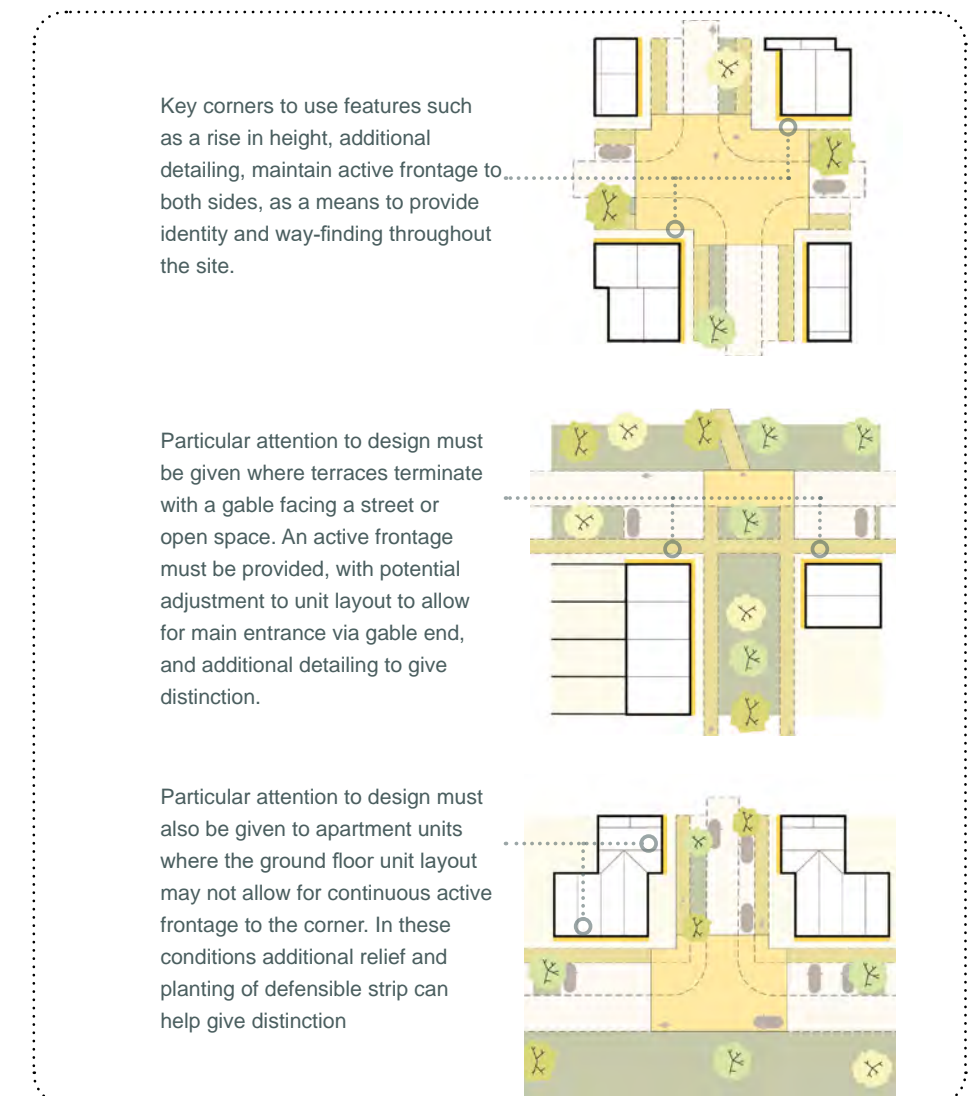 Key corners to use features such
as a rise in height, additional
detailing, maintain active frontage to
both sides, as a means to provide
identity and way-finding throughout
the site.
Particular attention to design must
be given where terraces terminate
with a gable facing a street or
open space. An active frontage
must be provided, with potential
adjustment to unit layout to allow
for main entrance via gable end,
and additional detailing to give
distinction.
Particular attention to design must
also be given to apartment units
where the ground floor unit layout
may not allow for continuous active
frontage to the corner. In these
conditions additional relief and
planting of defensible strip can
help give distinction